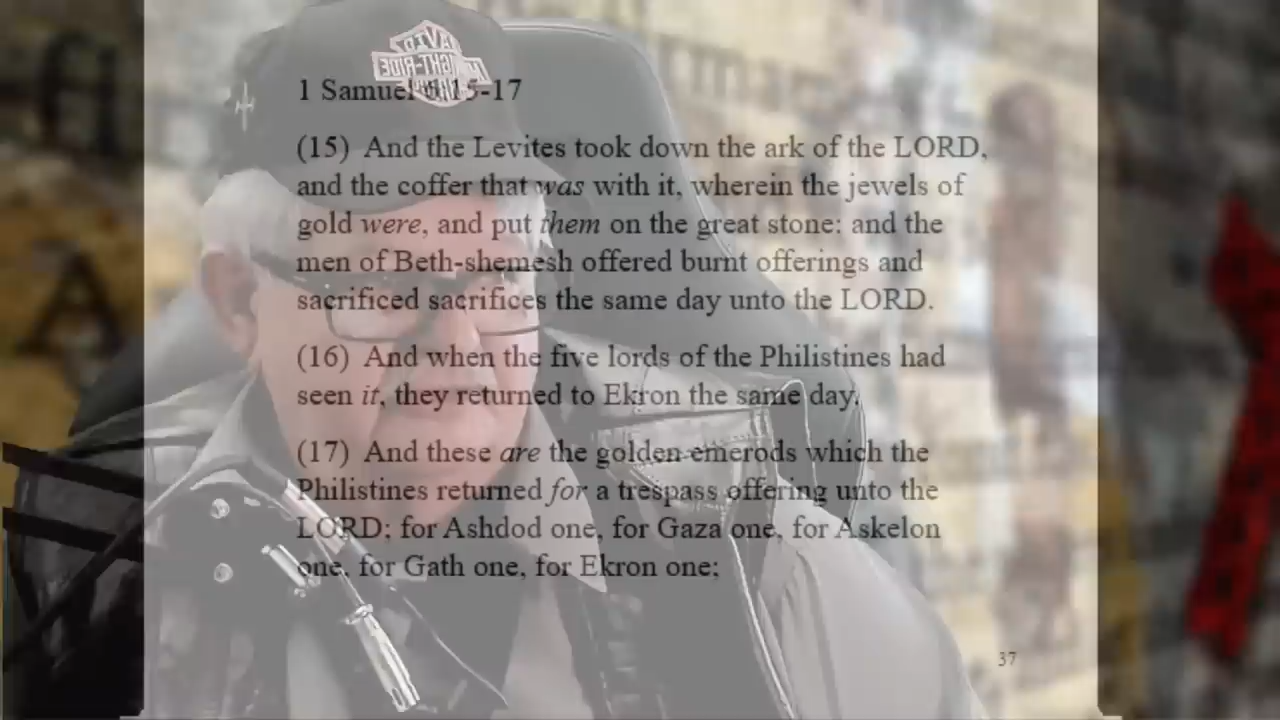 1 Samuel 6:15-17
(15) And the Levites took down the ark of the LORD,
and the coffer that was with it, wherein the jewels of
gold were, and put them on the great stone: and the
men of Beth-shemesh offered burnt offerings and
sacrificed sacrifices the same day unto the LORD.
(16) And when the five lords of the Philistines had
seen it, they returned to Ekron the same day.
(17) And these are the golden emerods which the
Philistines returned for a trespass offering unto the
LORD; for Ashdod one, for Gaza one, for Askelon
one, for Gath one, for Ekron one;
37